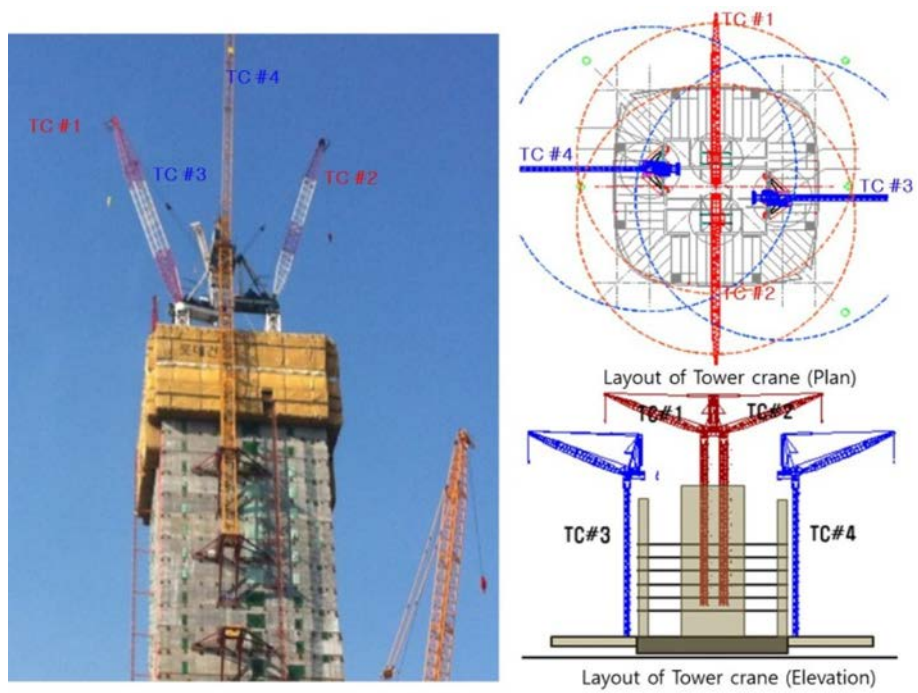 TC #4
TC #1
TC #3
TC #2
TC #1
TC #4
TC #3
TC #2
Layout of Tower crane (Plan)
TC#1
TC#2
TC#3
TC#4
Layout of Tower crane (Elevation)